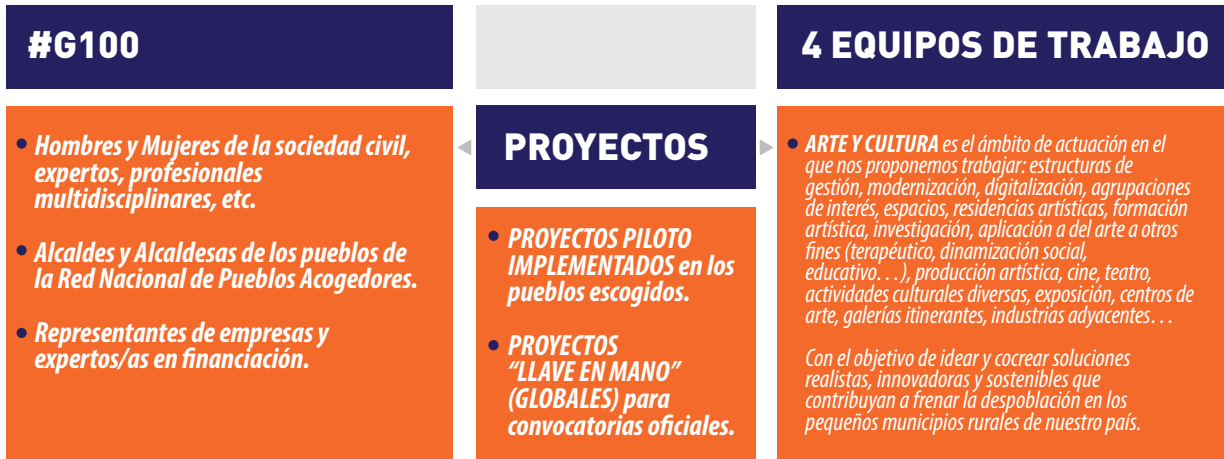 #G100
• Hombres y Mujeres de la sociedad civil,
expertos, profesionales
multidisciplinares, etc.
• Alcaldes y Alcaldesas de los pueblos de
la Red Nacional de Pueblos Acogedores.
• Representantes de empresas y
expertos/as en financiación.
PROYECTOS
• PROYECTOS PILOTO
IMPLEMENTADOS en los
pueblos escogidos.
• PROYECTOS
“LLAVE EN MANO”
(GLOBALES) para
convocatorias oficiales.
4 EQUIPOS DE TRABAJO
• ARTE Y CULTURA es el ámbito de actuación en el
que nos proponemos trabajar: estructuras de
gestión, modernización, digitalización, agrupaciones
de interés, espacios, residencias artísticas, formación
artística, investigación, aplicación a del arte a otros
fines (terapéutico, dinamización social,
educativo…), producción artística, cine, teatro,
actividades culturales diversas, exposición, centros de
arte, galerías itinerantes, industrias adyacentes…
Con el objetivo de idear y cocrear soluciones
realistas, innovadoras y sostenibles que
contribuyan a frenar la despoblación en los
pequeños municipios rurales de nuestro país.